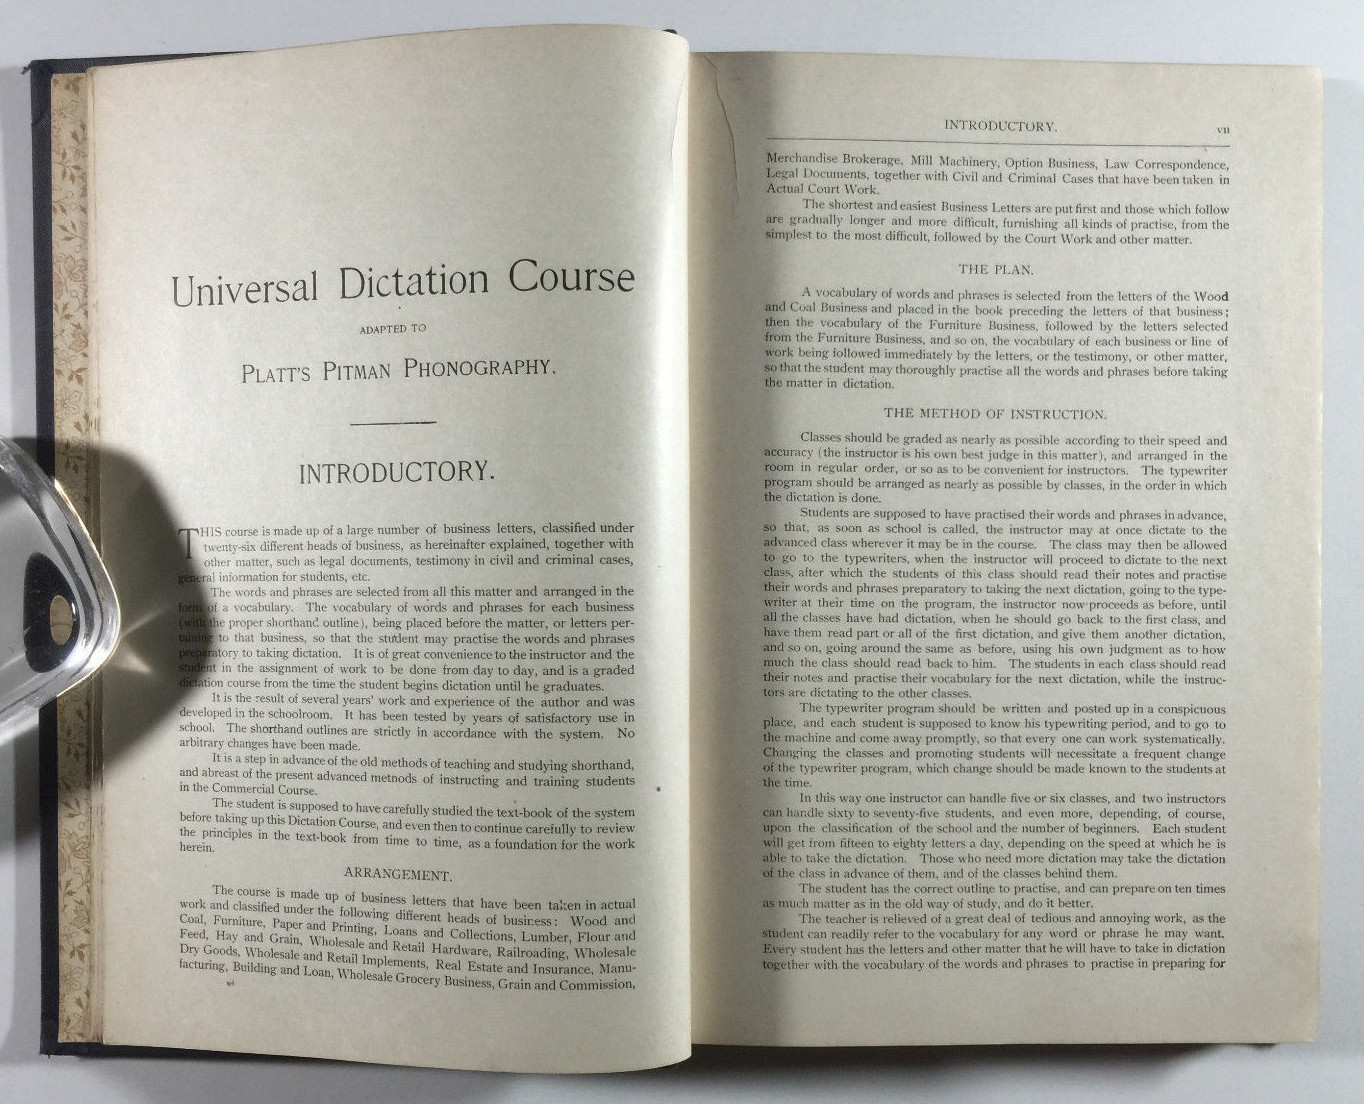 Universal Dictation Course
ADAPTED TO
PLATT'S PITMAN PHONOGRAPHY.
INTRODUCTORY.
THIS course is made up of a large number of business letters, classified under
twenty-six different heads of business, as hereinafter explained, together with
other matter, such as legal documents, testimony in civil and criminal cases,
general information for students, etc.
The words and phrases are selected from all this matter and arranged in the
form of a vocabulary. The vocabulary of words and phrases for each business
(with the proper shorthand outline), being placed before the matter, or letters per-
taining to that business, so that the student may practise the words and phrases
preparatory to taking dictation. It is of great convenience to the instructor and the
student in the assignment of work to be done from day to day, and is a graded
dictation course from the time the student begins dictation until he graduates.
It is the result of several years' work and experience of the author and was
developed in the schoolroom. It has been tested by years of satisfactory use in
school. The shorthand outlines are strictly in accordance with the system. No
arbitrary changes have been made.
It is a step in advance of the old methods of teaching and studying shorthand,
and abreast of the present advanced methods of instructing and training students
in the Commercial Course.
The student is supposed to have carefully studied the text-book of the system
before taking up this Dictation Course, and even then to continue carefully to review
the principles in the text-book from time to time, as a foundation for the work
herein.
ARRANGEMENT.
The course is made up of business letters that have been taken in actual
work and classified under the following different heads of business: Wood and
Coal, Furniture, Paper and Printing, Loans and Collections, Lumber, Flour and
Feed, Hay and Grain, Wholesale and Retail Hardware, Railroading, Wholesale
Dry Goods, Wholesale and Retail Implements, Real Estate and Insurance, Manu-
facturing, Building and Loan, Wholesale Grocery Business, Grain and Commission,
vi
INTRODUCTORY. vii
Merchandise Brokerage, Mill Machinery, Option Business, Law Correspondence,
Legal Documents, together with Civil and Criminal Cases that have been taken in
Actual Court Work.
The shortest and easiest Business Letters are put first and those which follow
are gradually longer and more difficult, furnishing all kinds of practise, from the
simplest to the most difficult, followed by the Court Work and other matter.
THE PLAN.
A vocabulary of words and phrases is selected from the letters of the Wood
and Coal Business and placed in the book preceding the letters of that business;
then the vocabulary of the Furniture Business, followed by the letters selected
from the Furniture Business, and so on, the vocabulary of each business or line of
work being followed immediately by the letters, or the testimony, or other matter,
so that the student may thoroughly practise all the words and phrases before taking
the matter in dictation.
THE METHOD OF INSTRUCTION.
Classes should be graded as nearly as possible according to their speed and
accuracy (the instructor is his own best judge in this matter), and arranged in the
room in regular order, or so as to be convenient for instructors. The typewriter
program should be arranged as nearly as possible by classes, in the order in which
the dictation is done.
Students are supposed to have practised their words and phrases in advance,
so that, as soon as school is called, the instructor may at once dictate to the
advanced class wherever it may be in the course. The class may then be allowed
to go to the typewriters, when the instructor will proceed to dictate to the next
class, after which the students of this class should read their notes and practise
their words and phrases preparatory to taking the next dictation, going to the type-
writer at their time on the program, the instructor now proceeds as before, until
all the classes have had dictation, when he should go back to the first class, and
have them read part or all of the first dictation, and give them another dictation,
and so on, going around the same as before, using his own judgment as to how
much the class should read back to him. The students in each class should read
their notes and practise their vocabulary for the next dictation, while the instruc-
tors are dictating to the other classes.
The typewriter program should be written and posted up in a conspicuous
place, and each student is supposed to know his typewriting period, and to go to
the machine and come away promptly, so that every one can work systematically.
Changing the classes and promoting students will necessitate a frequent change
of the typewriter program, which change should be made known to the students at
the time.
In this way one instructor can handle five or six classes, and two instructors
can handle sixty to seventy-five students, and even more, depending, of course,
upon the classification of the school and the number of beginners. Each student
will get from fifteen to eighty letters a day, depending on the speed at which he is
able to take the dictation. Those who need more dictation may take the dictation
of the class in advance of them, and of the classes behind them.
The student has the correct outline to practise, and can prepare on ten times
as much matter as in the old way of study, and do it better.
The teacher is relieved of a great deal of tedious and annoying work, as the
student can readily refer to the vocabulary for any word or phrase he may want.
Every student has the letters and other matter that he will have to take in dictation
together with the vocabulary of the words and phrases to practise in preparing for